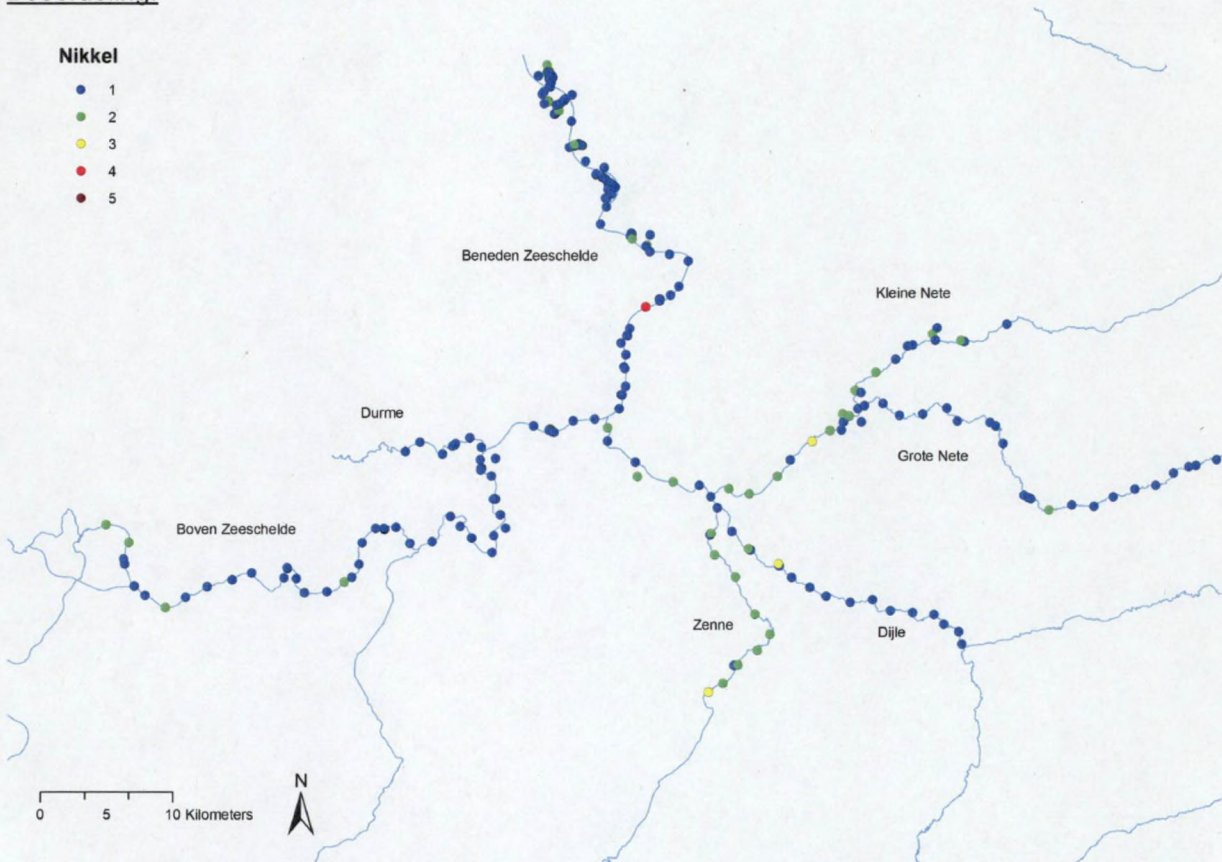 Nikkel
1
2
3
4
5
Beneden Zeeschelde
Kleine Nete
Durme
Grote Nete
Boven Zeeschelde
Zenne
Dijle
N
0 5 10 Kilometers